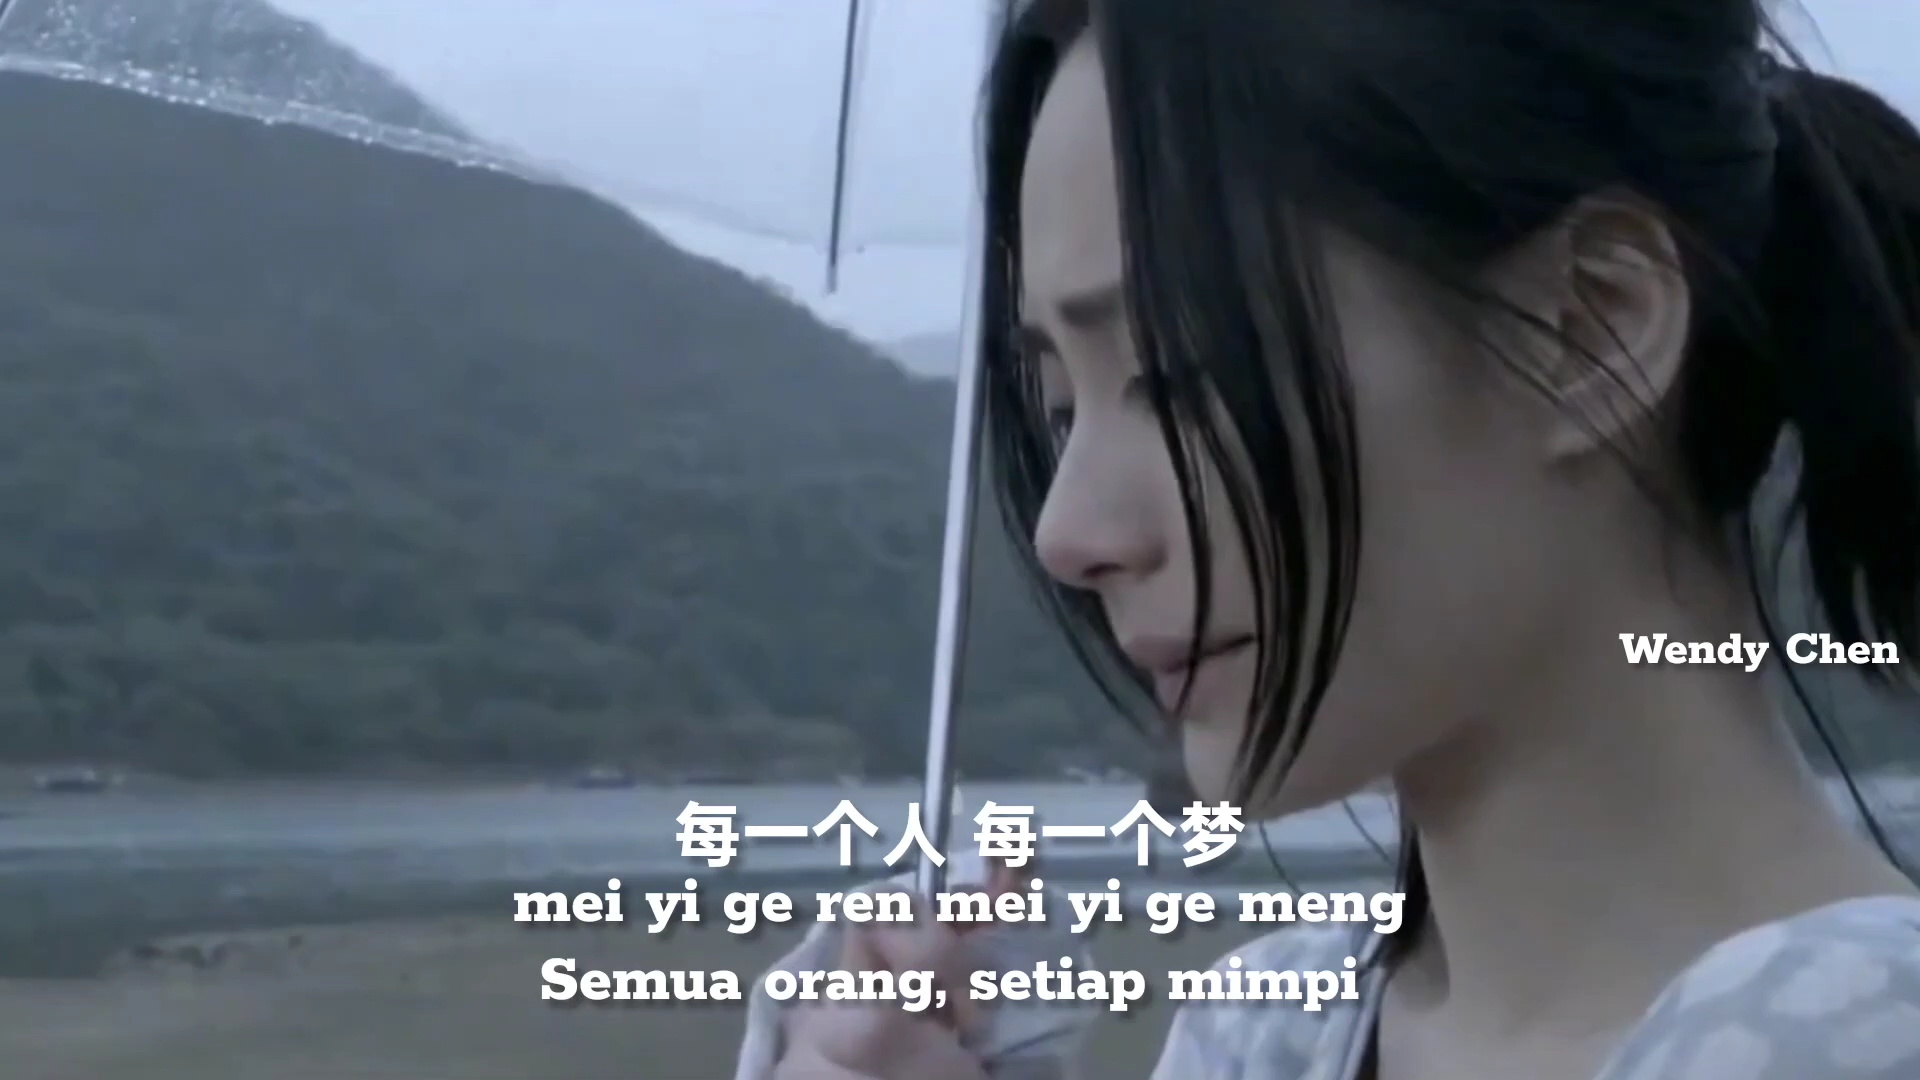 Wendy Chen
每一个人 每一个梦
mei yi ge ren mei yi ge meng
Semua orang, setiap mimpi